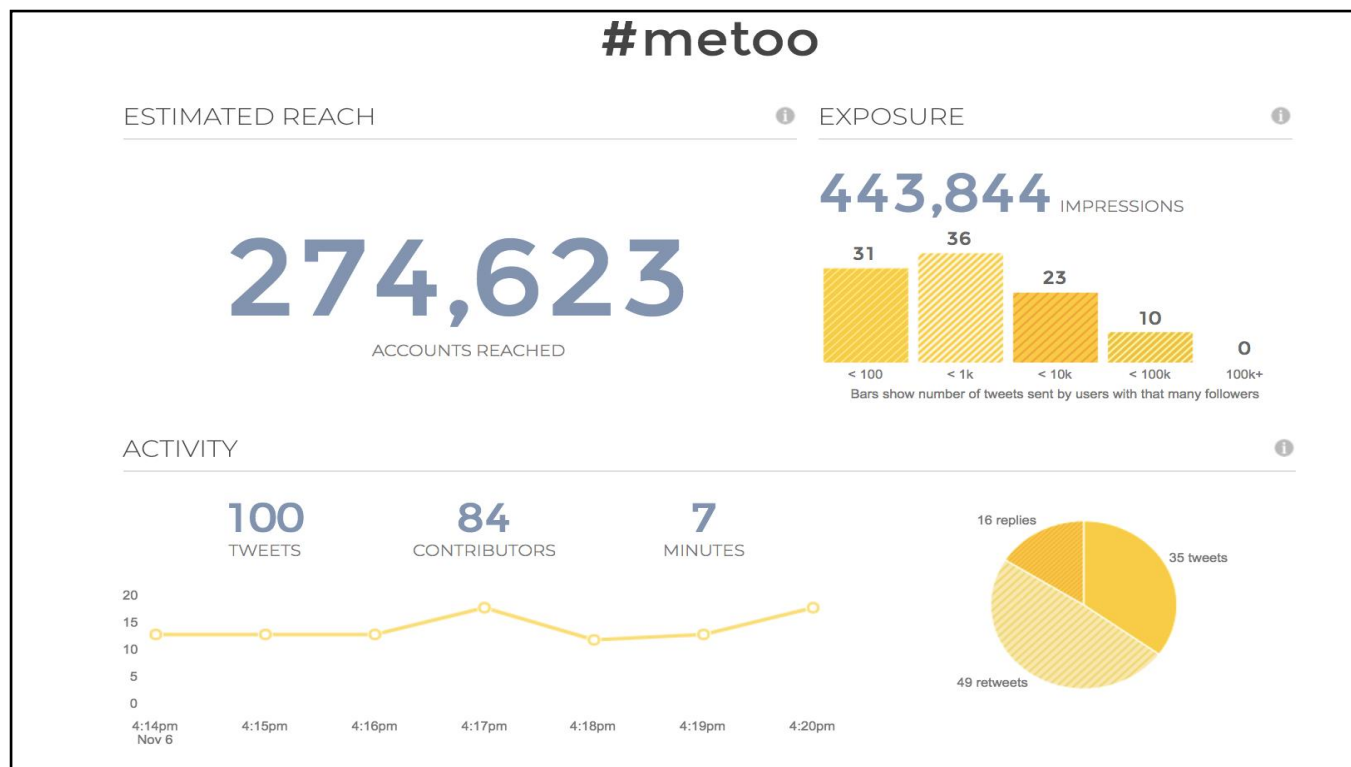 #metoo
ESTIMATED REACH
274,623
ACCOUNTS REACHED
EXPOSURE
443,844 IMPRESSIONS
31 36 23 10 0
< 100 < 1k < 10k < 100k 100k+
Bars show number of tweets sent by users with that many followers
ACTIVITY
100 84 7
TWEETS CONTRIBUTORS MINUTES
20
15
10
5
0
4:14pm 4:15pm 4:16pm 4:17pm 4:18pm 4:19pm 4:20pm
Nov 6
16 replies
35 tweets
49 retweets